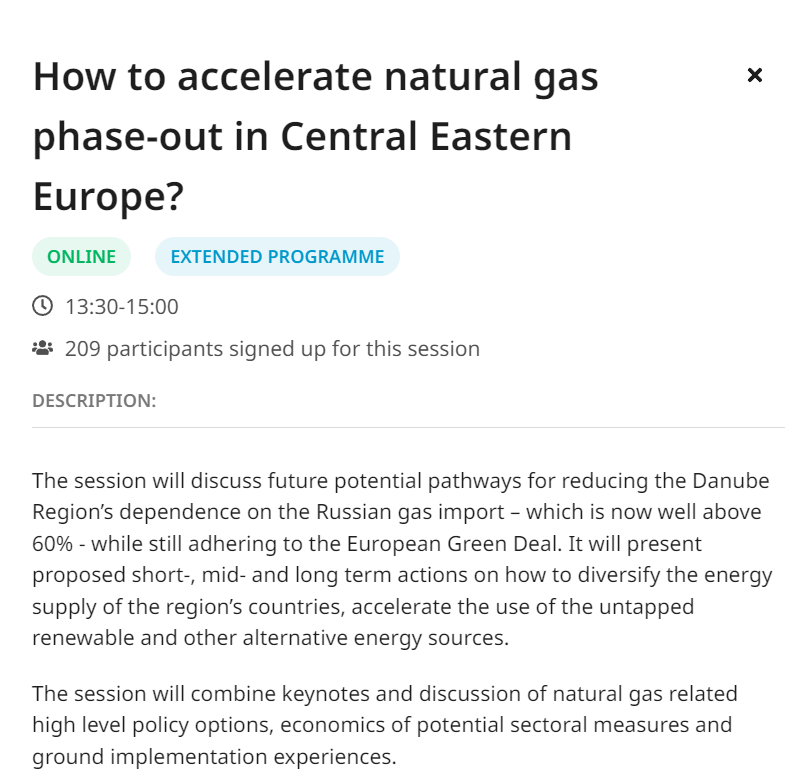 How to accelerate natural gas
phase-out in Central Eastern
Europe?
ONLINE
EXTENDED PROGRAMME
13:30-15:00
209 participants signed up for this session
DESCRIPTION:
The session will discuss future potential pathways for reducing the Danube
Region’s dependence on the Russian gas import – which is now well above
60% - while still adhering to the European Green Deal. It will present
proposed short-, mid- and long term actions on how to diversify the energy
supply of the region’s countries, accelerate the use of the untapped
renewable and other alternative energy sources.
The session will combine keynotes and discussion of natural gas related
high level policy options, economics of potential sectoral measures and
ground implementation experiences.